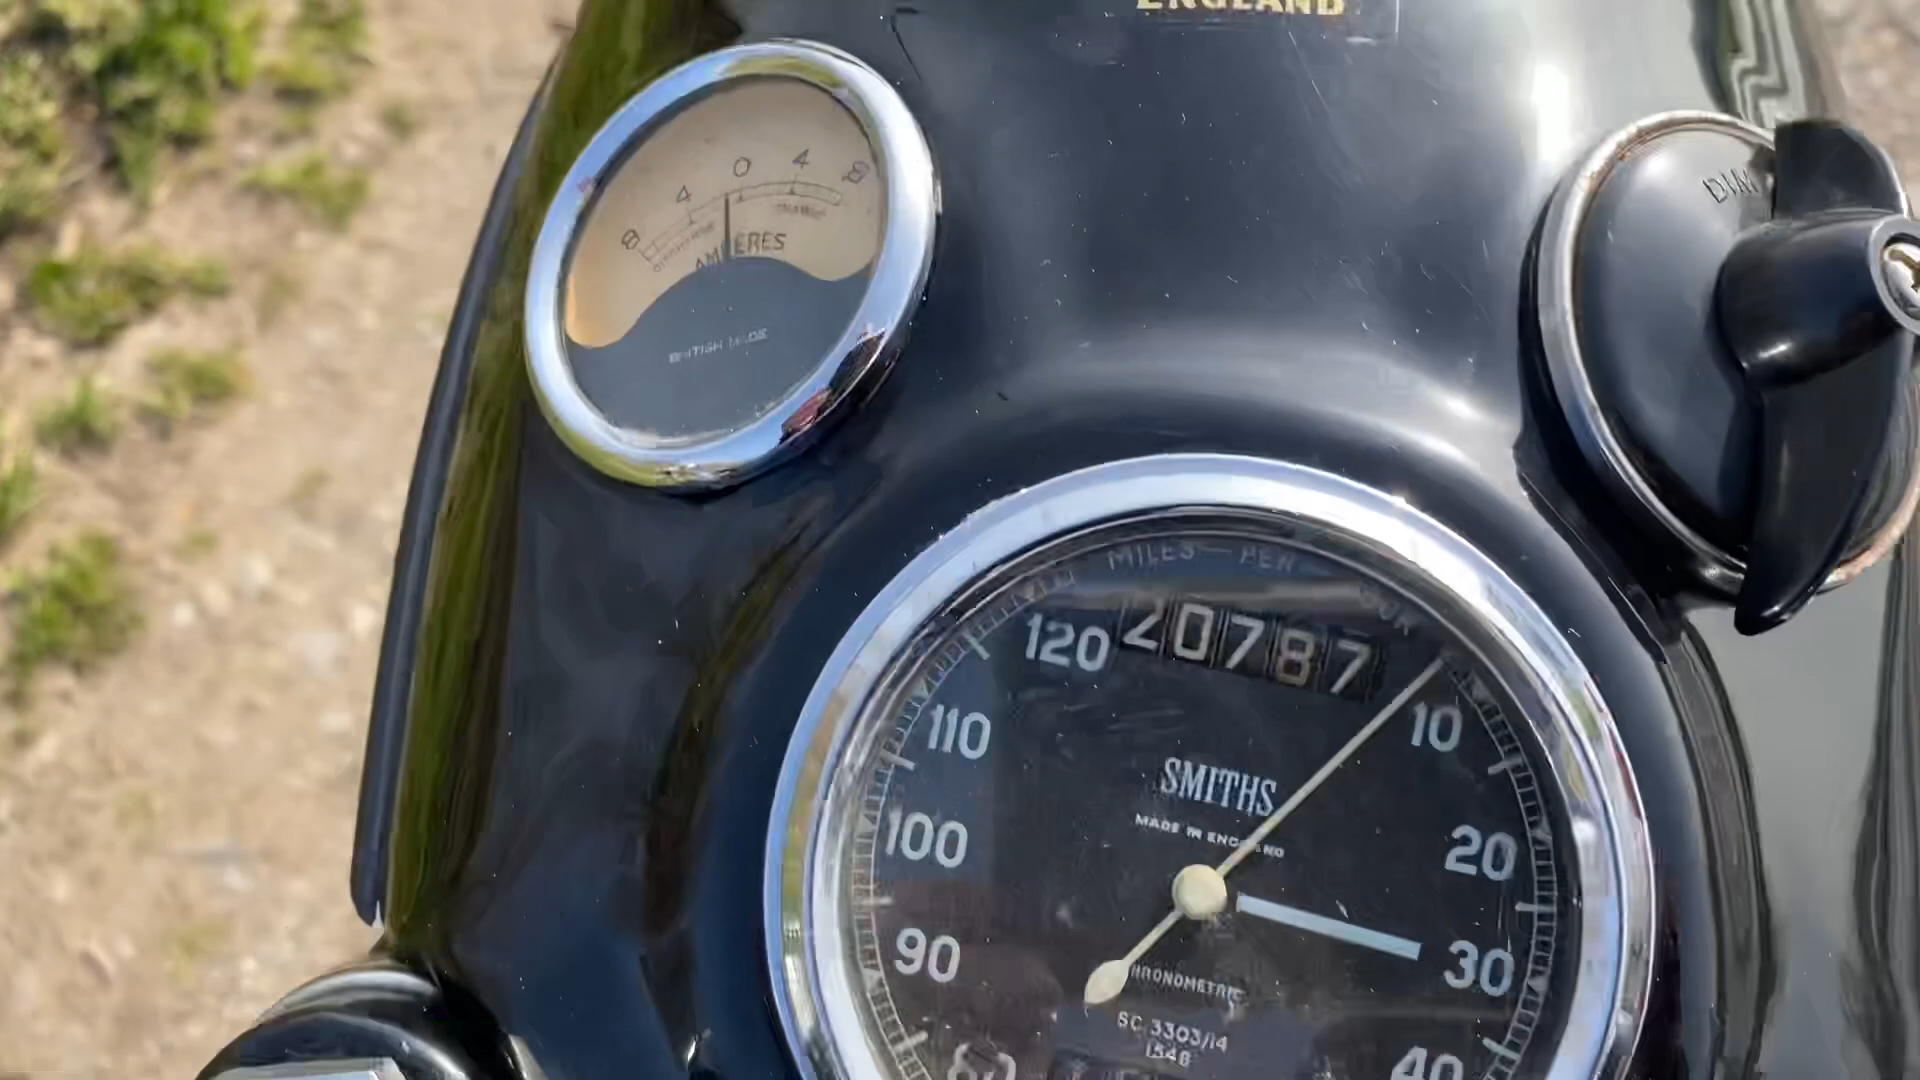 ENGLAND
8 4 0 4 8
AMPERES
BRITISH MADE
DIM
MILES PER
120 20787
10
110
SMITHS
MADE IN ENGLAND
20
100
30
90
CHRONOMETRIC
SC 3303/14
40